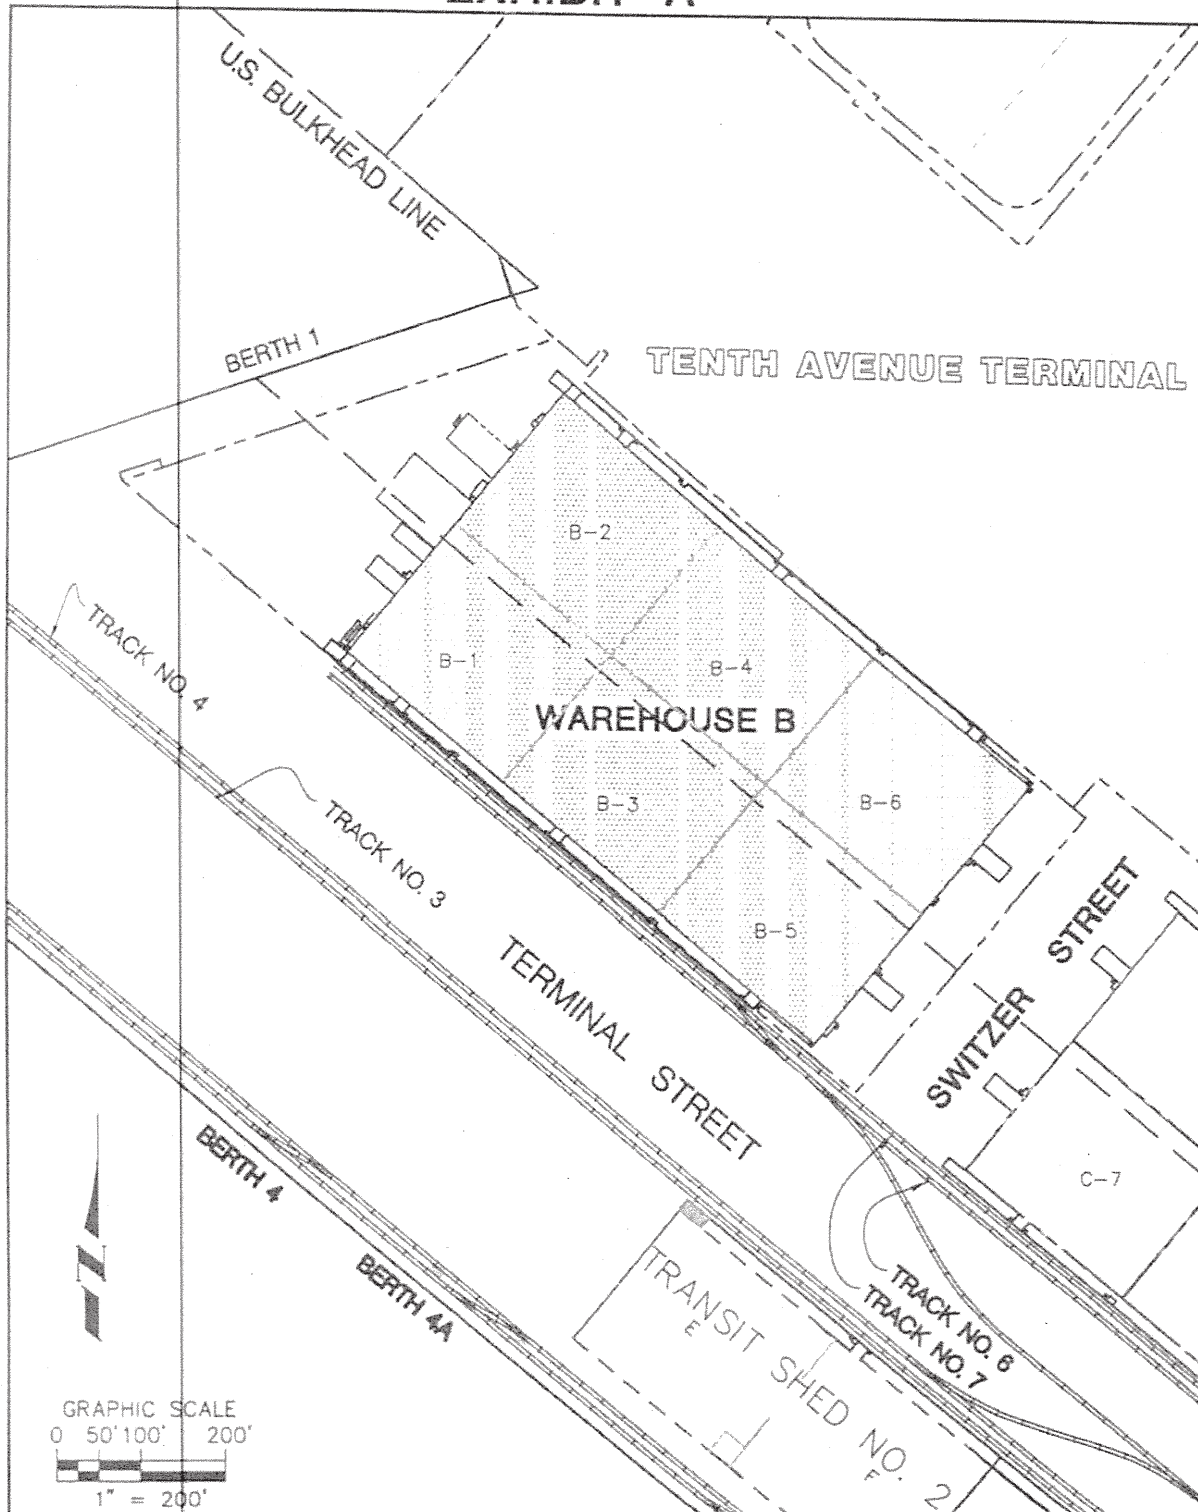 U.S. BULKHEAD LINE
BERTH 1
TENTH AVENUE TERMINAL
B-2
B-1
B-4
WAREHOUSE B
B-3
B-6
B-5
TRACK NO. 4
TRACK NO. 3
TERMINAL STREET
SWITZER STREET
C-7
BERTH 4
BERTH 4A
TRACK NO. 6
TRACK NO. 7
TRANSIT SHED NO. 2
E
F
N
GRAPHIC SCALE
0 50' 100' 200'
1" = 200'